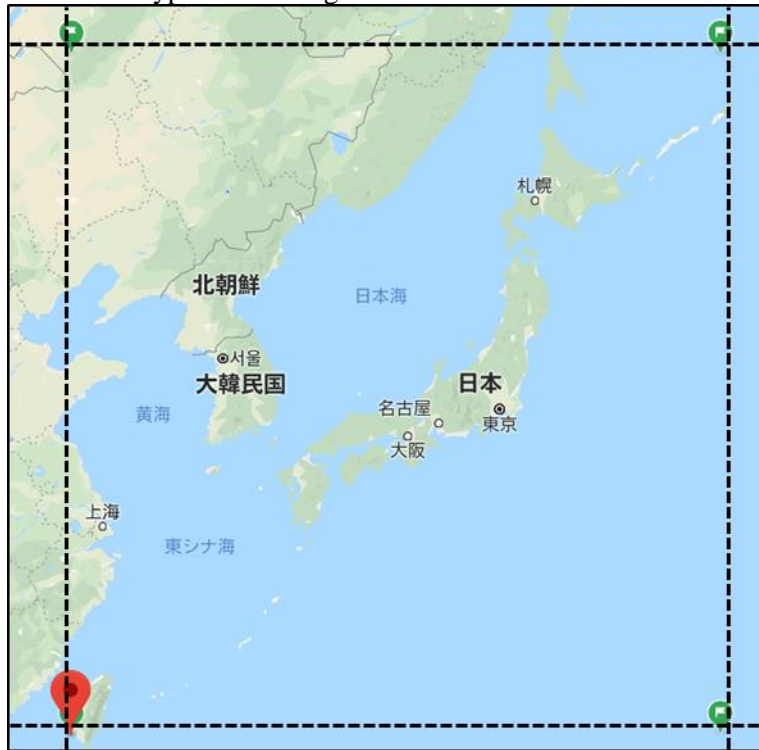 札幌
北朝鮮
日本海
서울
大韓民国
日本
名古屋
東京
黄海
大阪
上海
東シナ海